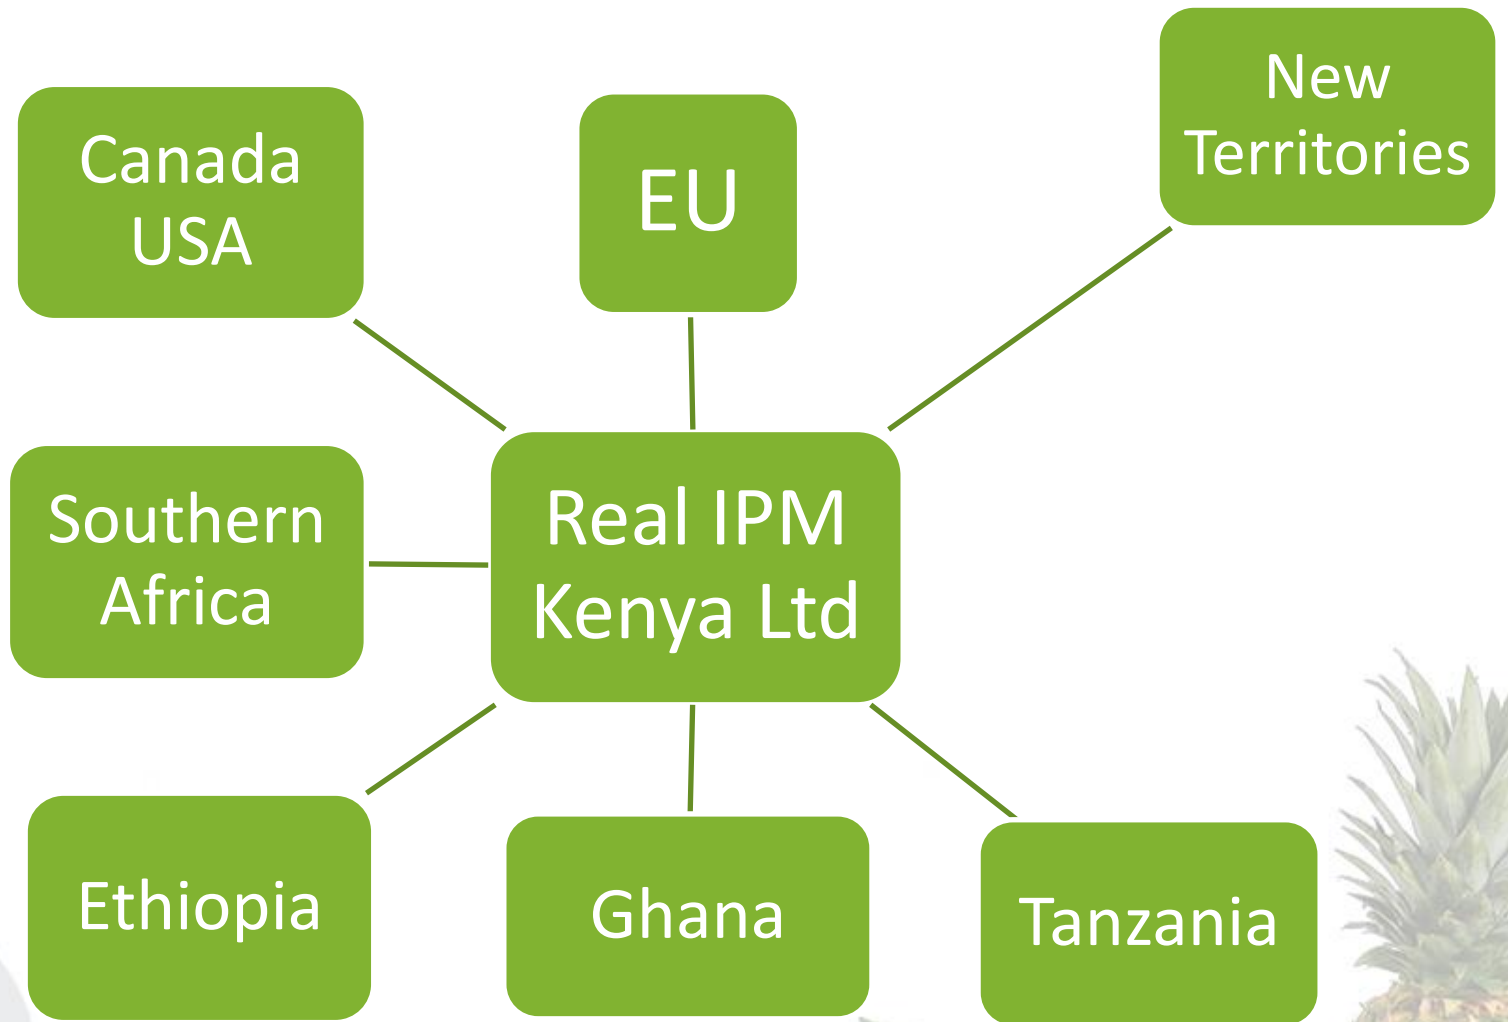 Canada
USA
EU
New
Territories
Southern
Africa
Real IPM
Kenya Ltd
Ethiopia
Ghana
Tanzania